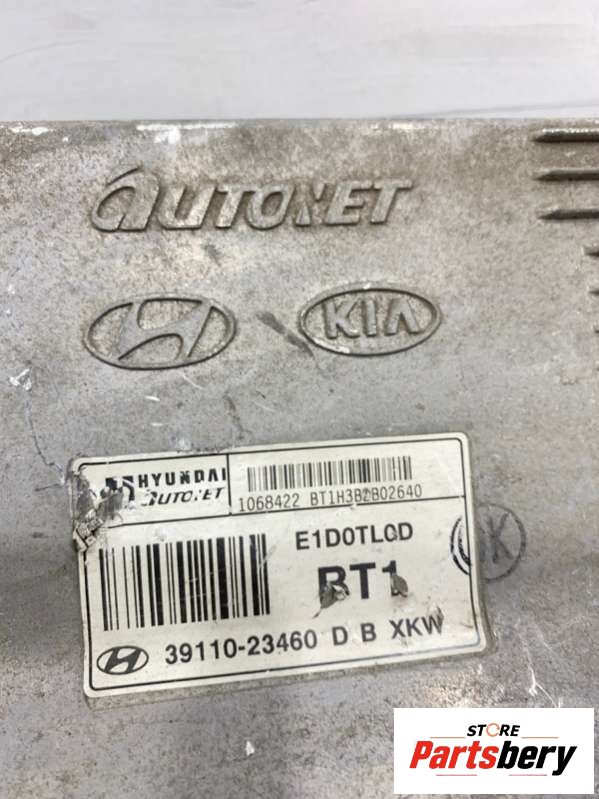 AUTONET
KIA
HYUNDAI
AUTONET
1068422 BT1H3B2B02640
E1D0TL0D
BT1
39110-23460 D B XKW
STORE
Partsbery